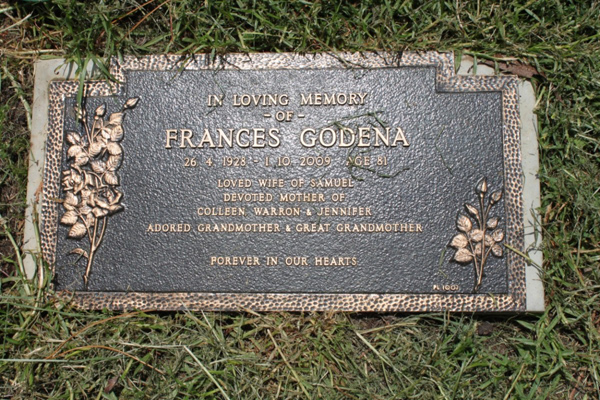 IN LOVING MEMORY
- OF -
FRANCES GODENA
26. 4. 1928 - 1. 10. 2009 AGE 81
LOVED WIFE OF SAMUEL
DEVOTED MOTHER OF
COLLEEN WARRON & JENNIFER
ADORED GRANDMOTHER & GREAT GRANDMOTHER
FOREVER IN OUR HEARTS.